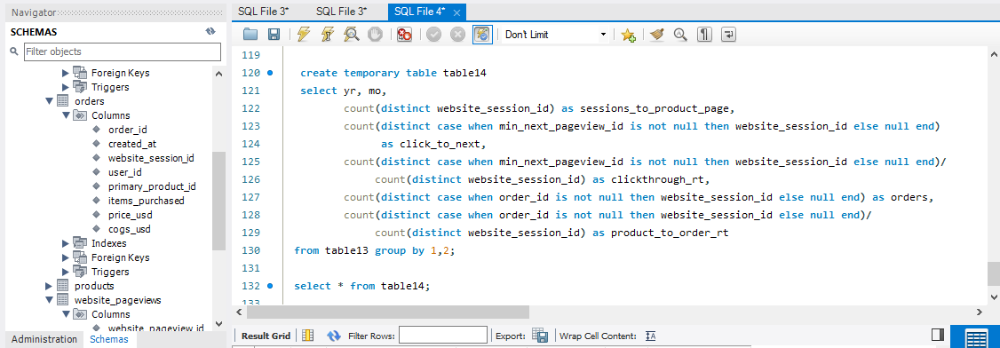 Navigator
SCHEMAS
Filter objects
Foreign Keys
Triggers
orders
Columns
order_id
created_at
website_session_id
user_id
primary_product_id
items_purchased
price_usd
cogs_usd
Indexes
Foreign Keys
Triggers
products
website_pageviews
Columns
website_pageview_id
Administration Schemas
SQL File 3* SQL File 3* SQL File 4*
Don't Limit
119
120 create temporary table table14
121 select yr, mo,
122 count(distinct website_session_id) as sessions_to_product_page,
123 count(distinct case when min_next_pageview_id is not null then website_session_id else null end)
124 as click_to_next,
125 count(distinct case when min_next_pageview_id is not null then website_session_id else null end)/
126 count(distinct website_session_id) as clickthrough_rt,
127 count(distinct case when order_id is not null then website_session_id else null end) as orders,
128 count(distinct case when order_id is not null then website_session_id else null end)/
129 count(distinct website_session_id) as product_to_order_rt
130 from table13 group by 1,2;
131
132 select * from table14;
133
Result Grid Filter Rows: Export: Wrap Cell Content: